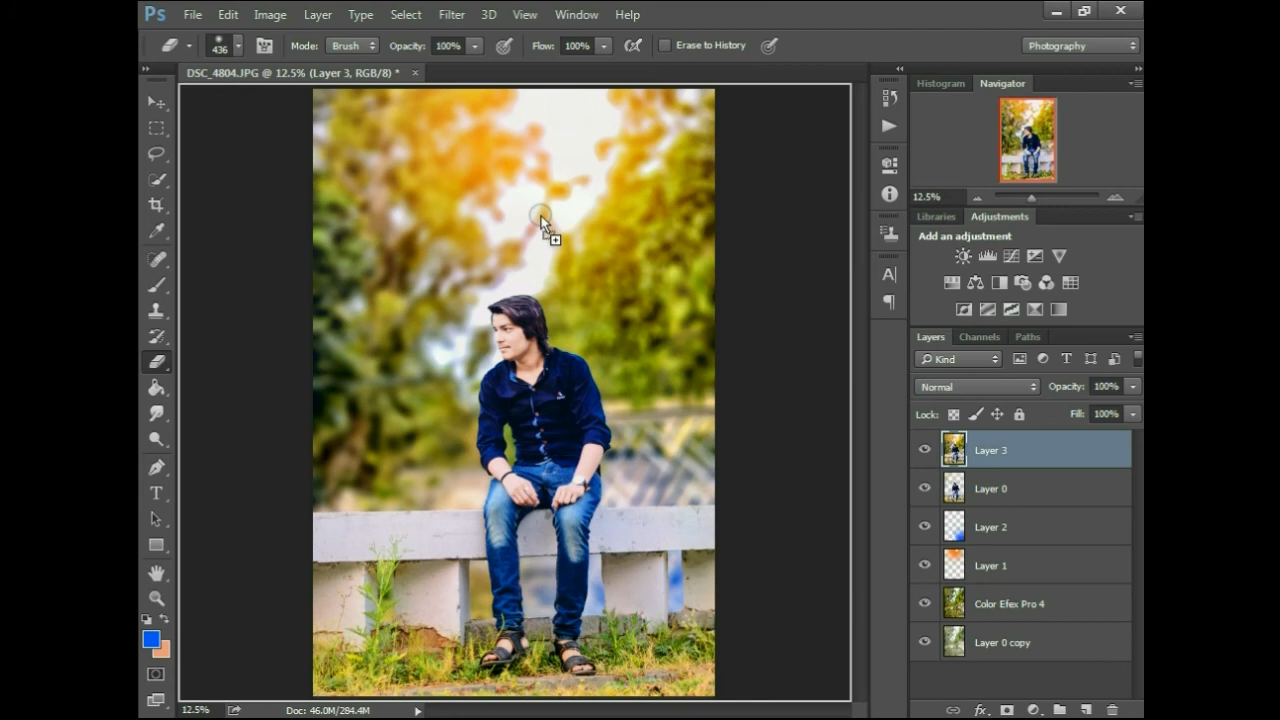 Ps File Edit Image Layer Type Select Filter 3D View Window Help
436 Mode: Brush Opacity: 100% Flow: 100% Erase to History Photography
DSC_4804.JPG @ 12.5% (Layer 3, RGB/8) * ×
Histogram Navigator
12.5%
Libraries Adjustments
Add an adjustment
Layers Channels Paths
Kind
Normal Opacity: 100%
Lock: Fill: 100%
Layer 3
Layer 0
Layer 2
Layer 1
Color Efex Pro 4
Layer 0 copy
12.5% Doc: 46.0M/284.4M